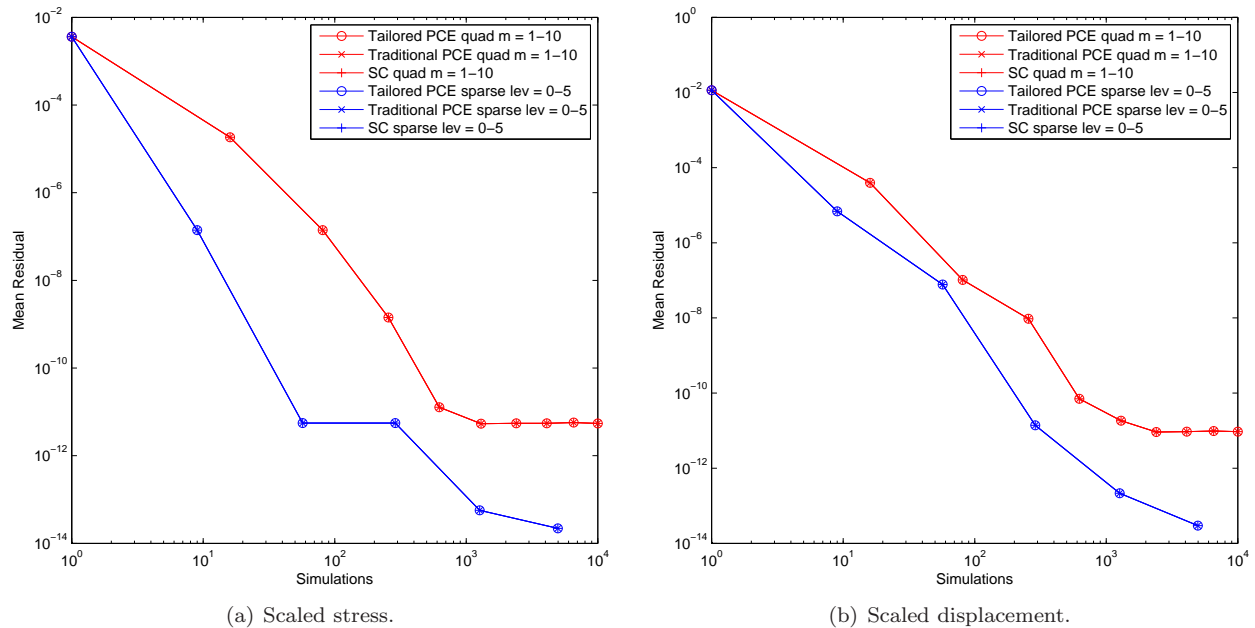 10^−2
10^−4
10^−6
10^−8
10^−10
10^−12
10^−14
Mean Residual
10^0
10^1
10^2
10^3
10^4
Simulations
Tailored PCE quad m = 1−10
Traditional PCE quad m = 1−10
SC quad m = 1−10
Tailored PCE sparse lev = 0−5
Traditional PCE sparse lev = 0−5
SC sparse lev = 0−5
(a) Scaled stress.
10^0
10^−2
10^−4
10^−6
10^−8
10^−10
10^−12
10^−14
Mean Residual
10^0
10^1
10^2
10^3
10^4
Simulations
Tailored PCE quad m = 1−10
Traditional PCE quad m = 1−10
SC quad m = 1−10
Tailored PCE sparse lev = 0−5
Traditional PCE sparse lev = 0−5
SC sparse lev = 0−5
(b) Scaled displacement.